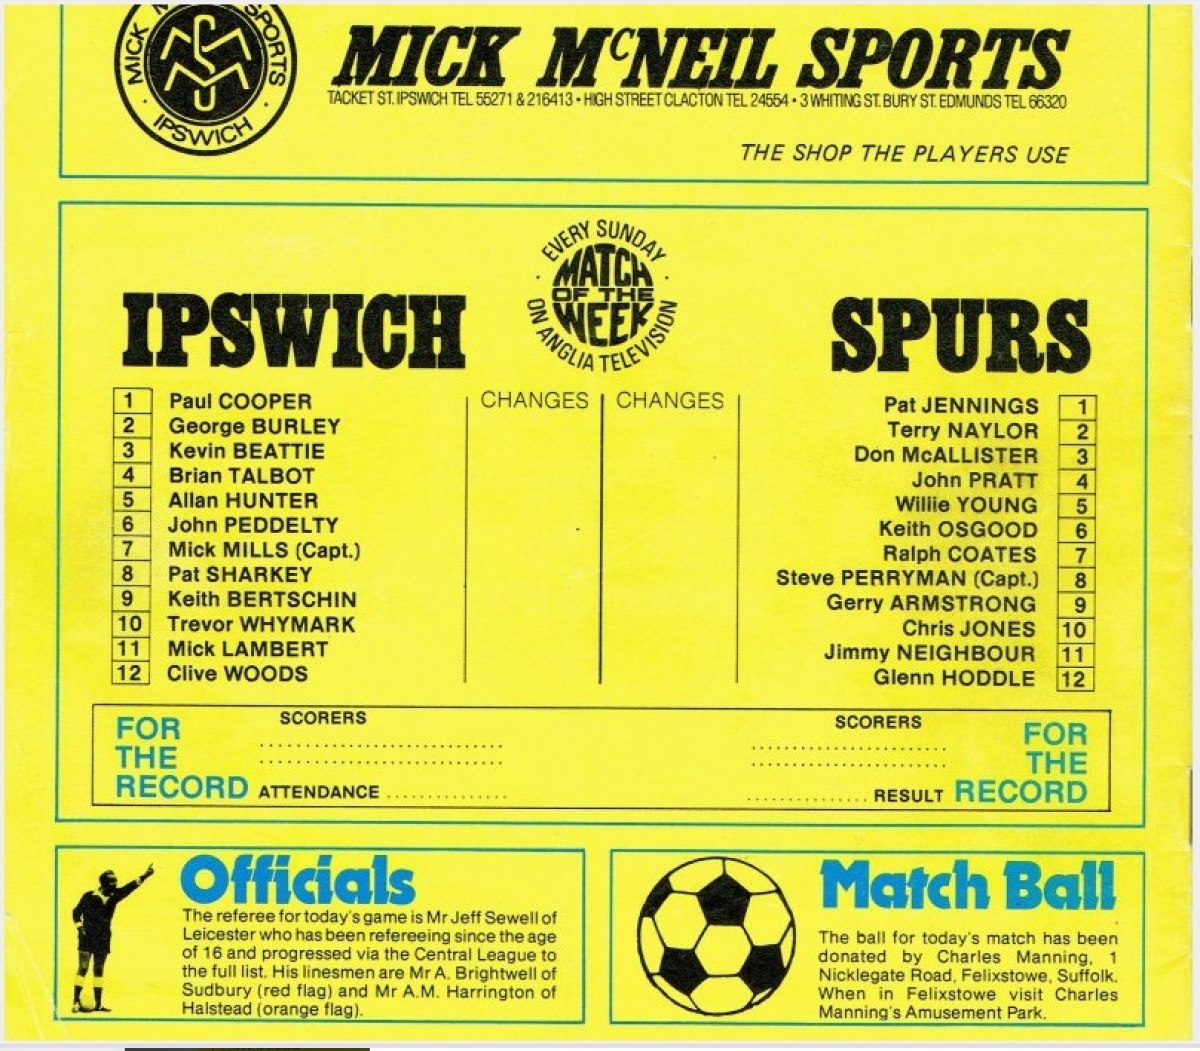 MICK M SPORTS
CSMMU
IPSWICH
MICK McNEIL SPORTS
TACKET ST. IPSWICH TEL 55271 & 216413 • HIGH STREET CLACTON TEL 24554 • 3 WHITING ST. BURY ST. EDMUNDS TEL 66320
THE SHOP THE PLAYERS USE
EVERY SUNDAY
MATCH
OF THE
WEEK
ON ANGLIA TELEVISION
IPSWICH
CHANGES
1 Paul COOPER
2 George BURLEY
3 Kevin BEATTIE
4 Brian TALBOT
5 Allan HUNTER
6 John PEDDELTY
7 Mick MILLS (Capt.)
8 Pat SHARKEY
9 Keith BERTSCHIN
10 Trevor WHYMARK
11 Mick LAMBERT
12 Clive WOODS
SPURS
CHANGES
Pat JENNINGS 1
Terry NAYLOR 2
Don McALLISTER 3
John PRATT 4
Willie YOUNG 5
Keith OSGOOD 6
Ralph COATES 7
Steve PERRYMAN (Capt.) 8
Gerry ARMSTRONG 9
Chris JONES 10
Jimmy NEIGHBOUR 11
Glenn HODDLE 12
FOR
THE
RECORD
SCORERS
ATTENDANCE ..............
SCORERS
.............. RESULT
FOR
THE
RECORD
Officials
The referee for today's game is Mr Jeff Sewell of
Leicester who has been refereeing since the age
of 16 and progressed via the Central League to
the full list. His linesmen are Mr A. Brightwell of
Sudbury (red flag) and Mr A.M. Harrington of
Halstead (orange flag).
Match Ball
The ball for today's match has been
donated by Charles Manning, 1
Nicklegate Road, Felixstowe, Suffolk.
When in Felixstowe visit Charles
Manning's Amusement Park.